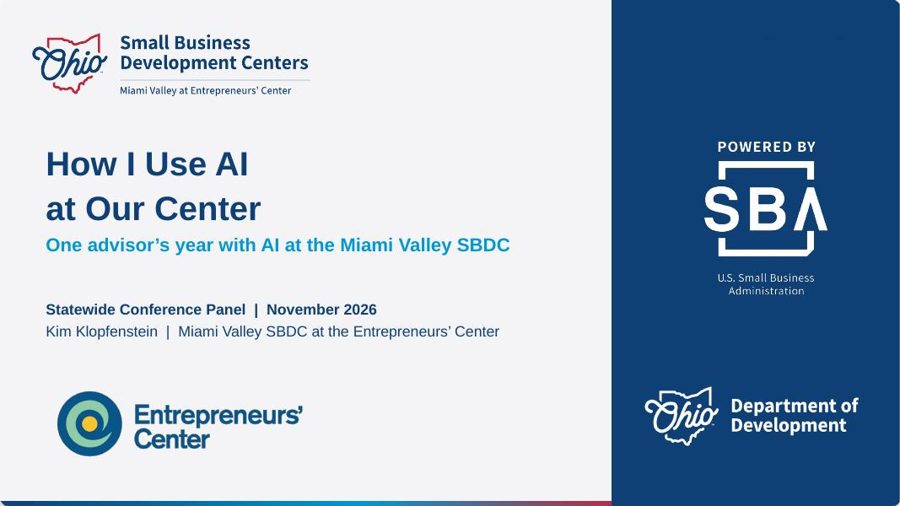 Ohio
Small Business
Development Centers
Miami Valley at Entrepreneurs' Center
How I Use AI
at Our Center
One advisor’s year with AI at the Miami Valley SBDC
Statewide Conference Panel | November 2026
Kim Klopfenstein | Miami Valley SBDC at the Entrepreneurs’ Center
Entrepreneurs’
Center
POWERED BY
SBA
U.S. Small Business
Administration
Ohio
Department of
Development